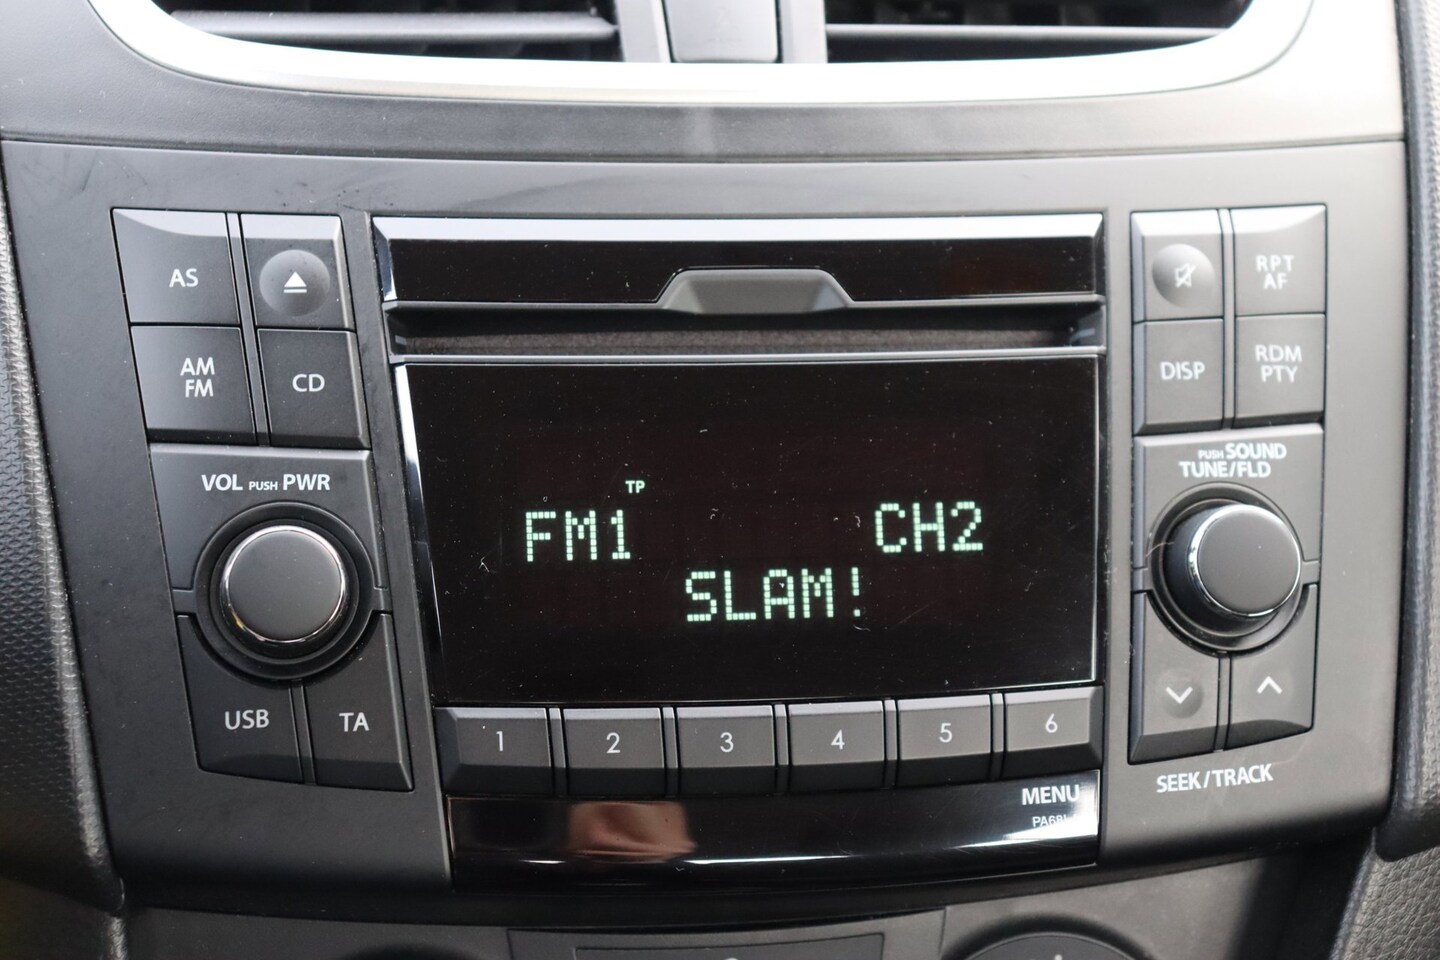 AS
AM
FM
CD
VOL PUSH PWR
USB
TA
TP
FM1
CH2
SLAM!
1 2 3 4 5 6
MENU
RPT
AF
DISP
RDM
PTY
PUSH SOUND
TUNE/FLD
SEEK/TRACK